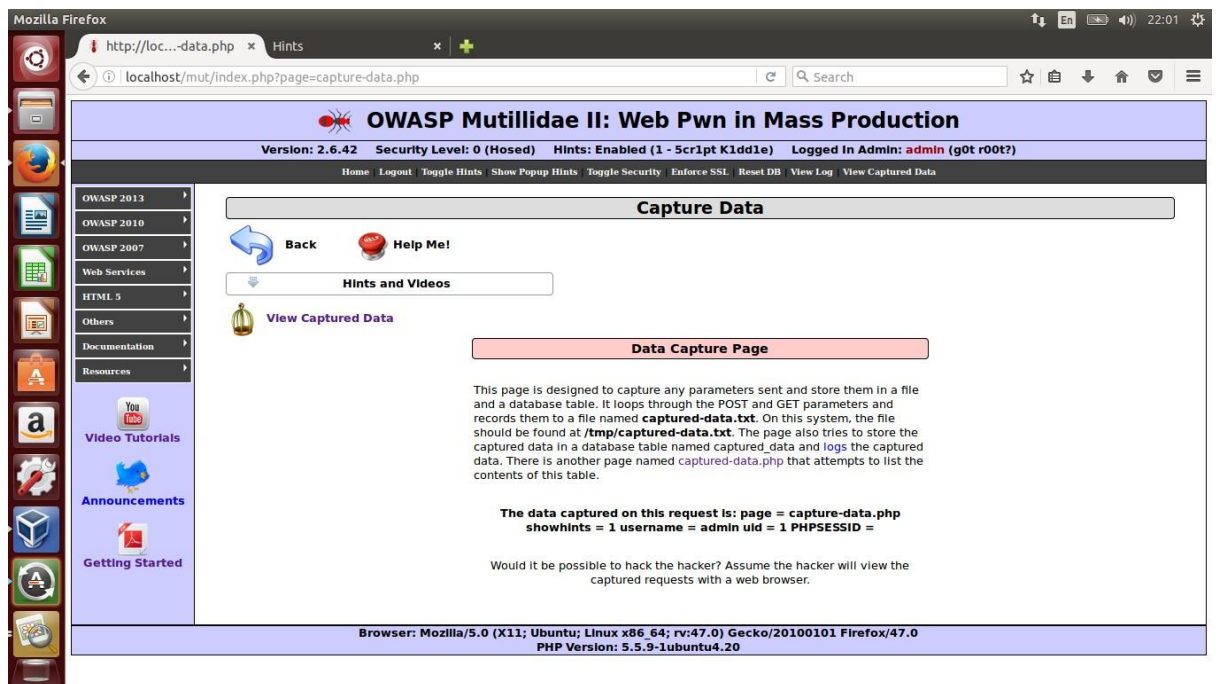 Mozilla Firefox
En
22:01
http://loc...-data.php
Hints
localhost/mut/index.php?page=capture-data.php
Search
OWASP Mutillidae II: Web Pwn in Mass Production
Version: 2.6.42 Security Level: 0 (Hosed) Hints: Enabled (1 - 5cr1pt K1dd1e) Logged In Admin: admin (g0t r00t?)
Home | Logout | Toggle Hints | Show Popup Hints | Toggle Security | Enforce SSL | Reset DB | View Log | View Captured Data
OWASP 2013
OWASP 2010
OWASP 2007
Web Services
HTML 5
Others
Documentation
Resources
You
Tube
Video Tutorials
Announcements
Getting Started
Capture Data
Back
Help Me!
Hints and Videos
View Captured Data
Data Capture Page
This page is designed to capture any parameters sent and store them in a file
and a database table. It loops through the POST and GET parameters and
records them to a file named captured-data.txt. On this system, the file
should be found at /tmp/captured-data.txt. The page also tries to store the
captured data in a database table named captured_data and logs the captured
data. There is another page named captured-data.php that attempts to list the
contents of this table.
The data captured on this request is: page = capture-data.php
showhints = 1 username = admin uid = 1 PHPSESSID =
Would it be possible to hack the hacker? Assume the hacker will view the
captured requests with a web browser.
Browser: Mozilla/5.0 (X11; Ubuntu; Linux x86_64; rv:47.0) Gecko/20100101 Firefox/47.0
PHP Version: 5.5.9-1ubuntu4.20